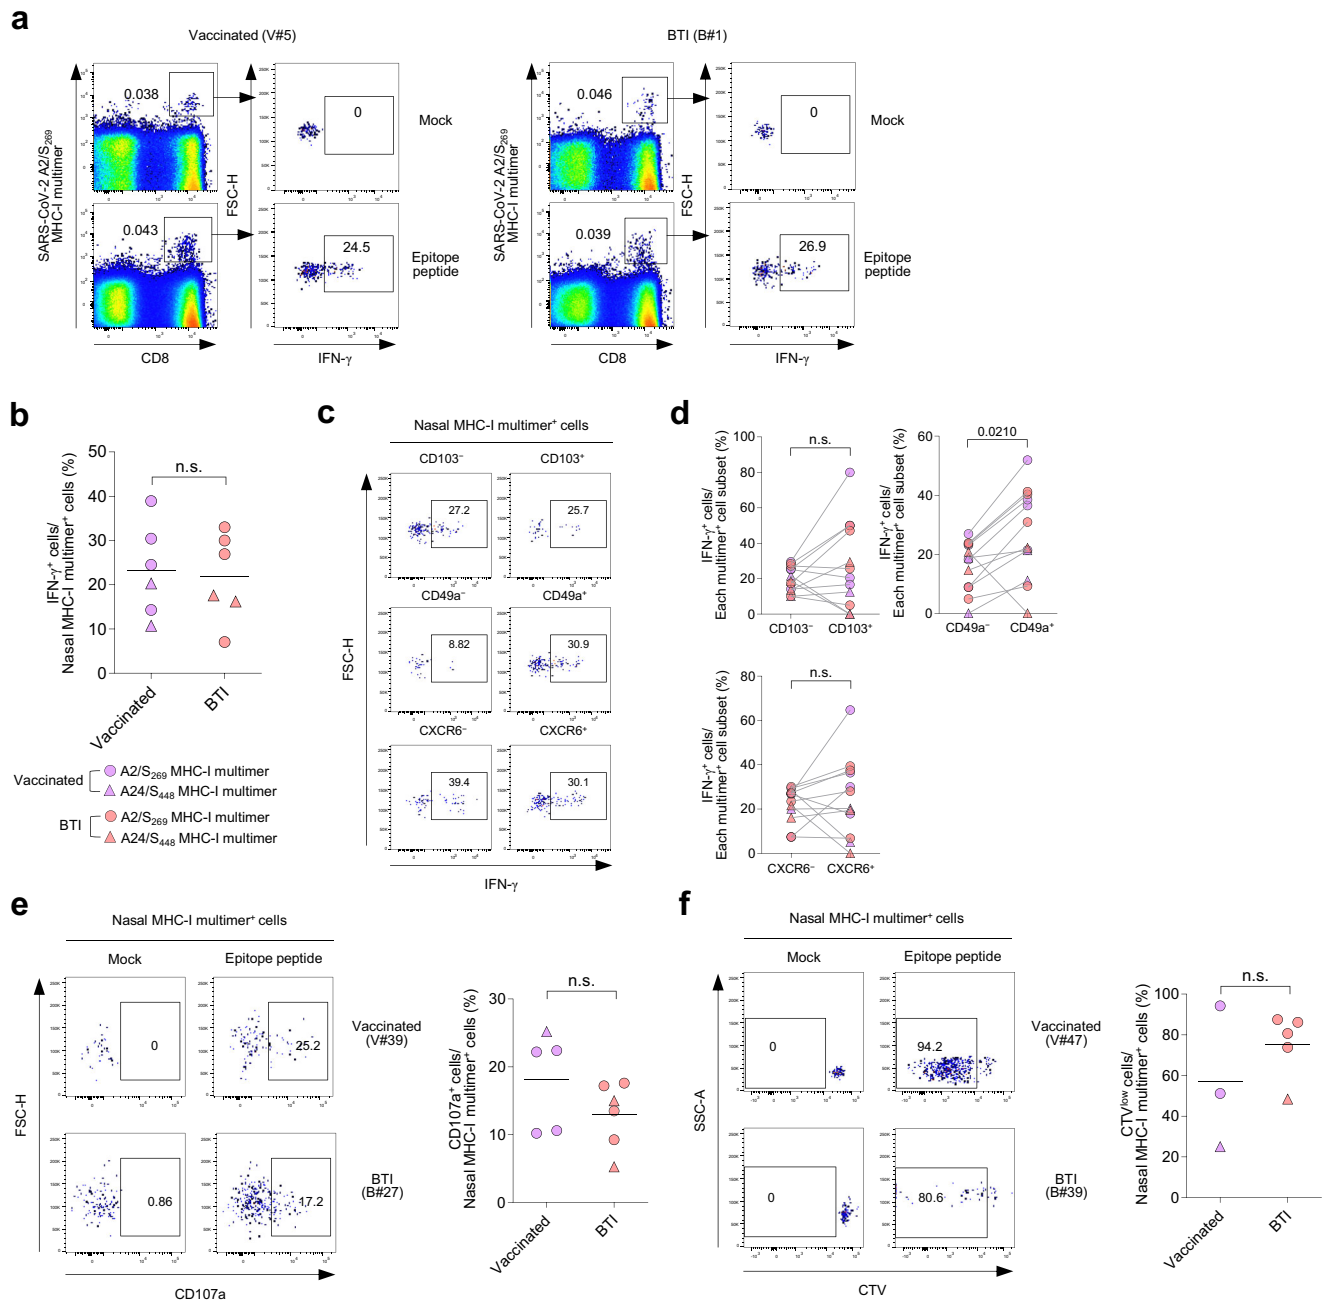 a
Vaccinated (V#5)
BTI (B#1)
SARS-CoV-2 A2/S269
MHC-I multimer
0.038
0
Mock
FSC-H
0.043
24.5
Epitope
peptide
CD8
IFN-γ
SARS-CoV-2 A2/S269
MHC-I multimer
0.046
0
Mock
FSC-H
0.039
26.9
Epitope
peptide
CD8
IFN-γ
b
IFN-γ+ cells/
Nasal MHC-I multimer+ cells (%)
50
40
30
20
10
0
n.s.
Vaccinated
BTI
Vaccinated
A2/S269 MHC-I multimer
A24/S448 MHC-I multimer
BTI
A2/S269 MHC-I multimer
A24/S448 MHC-I multimer
c
Nasal MHC-I multimer+ cells
CD103−
CD103+
27.2
25.7
CD49a−
CD49a+
8.82
30.9
CXCR6−
CXCR6+
39.4
30.1
FSC-H
IFN-γ
d
IFN-γ+ cells/
Each multimer+ cell subset (%)
100
80
60
40
20
0
n.s.
CD103−
CD103+
IFN-γ+ cells/
Each multimer+ cell subset (%)
60
40
20
0
0.0210
CD49a−
CD49a+
IFN-γ+ cells/
Each multimer+ cell subset (%)
80
60
40
20
0
n.s.
CXCR6−
CXCR6+
e
Nasal MHC-I multimer+ cells
Mock
Epitope peptide
0
25.2
Vaccinated
(V#39)
0.86
17.2
BTI
(B#27)
FSC-H
CD107a
CD107a+ cells/
Nasal MHC-I multimer+ cells (%)
30
20
10
0
n.s.
Vaccinated
BTI
f
Nasal MHC-I multimer+ cells
Mock
Epitope peptide
0
94.2
Vaccinated
(V#47)
0
80.6
BTI
(B#39)
SSC-A
CTV
CTVlow cells/
Nasal MHC-I multimer+ cells (%)
100
80
60
40
20
0
n.s.
Vaccinated
BTI